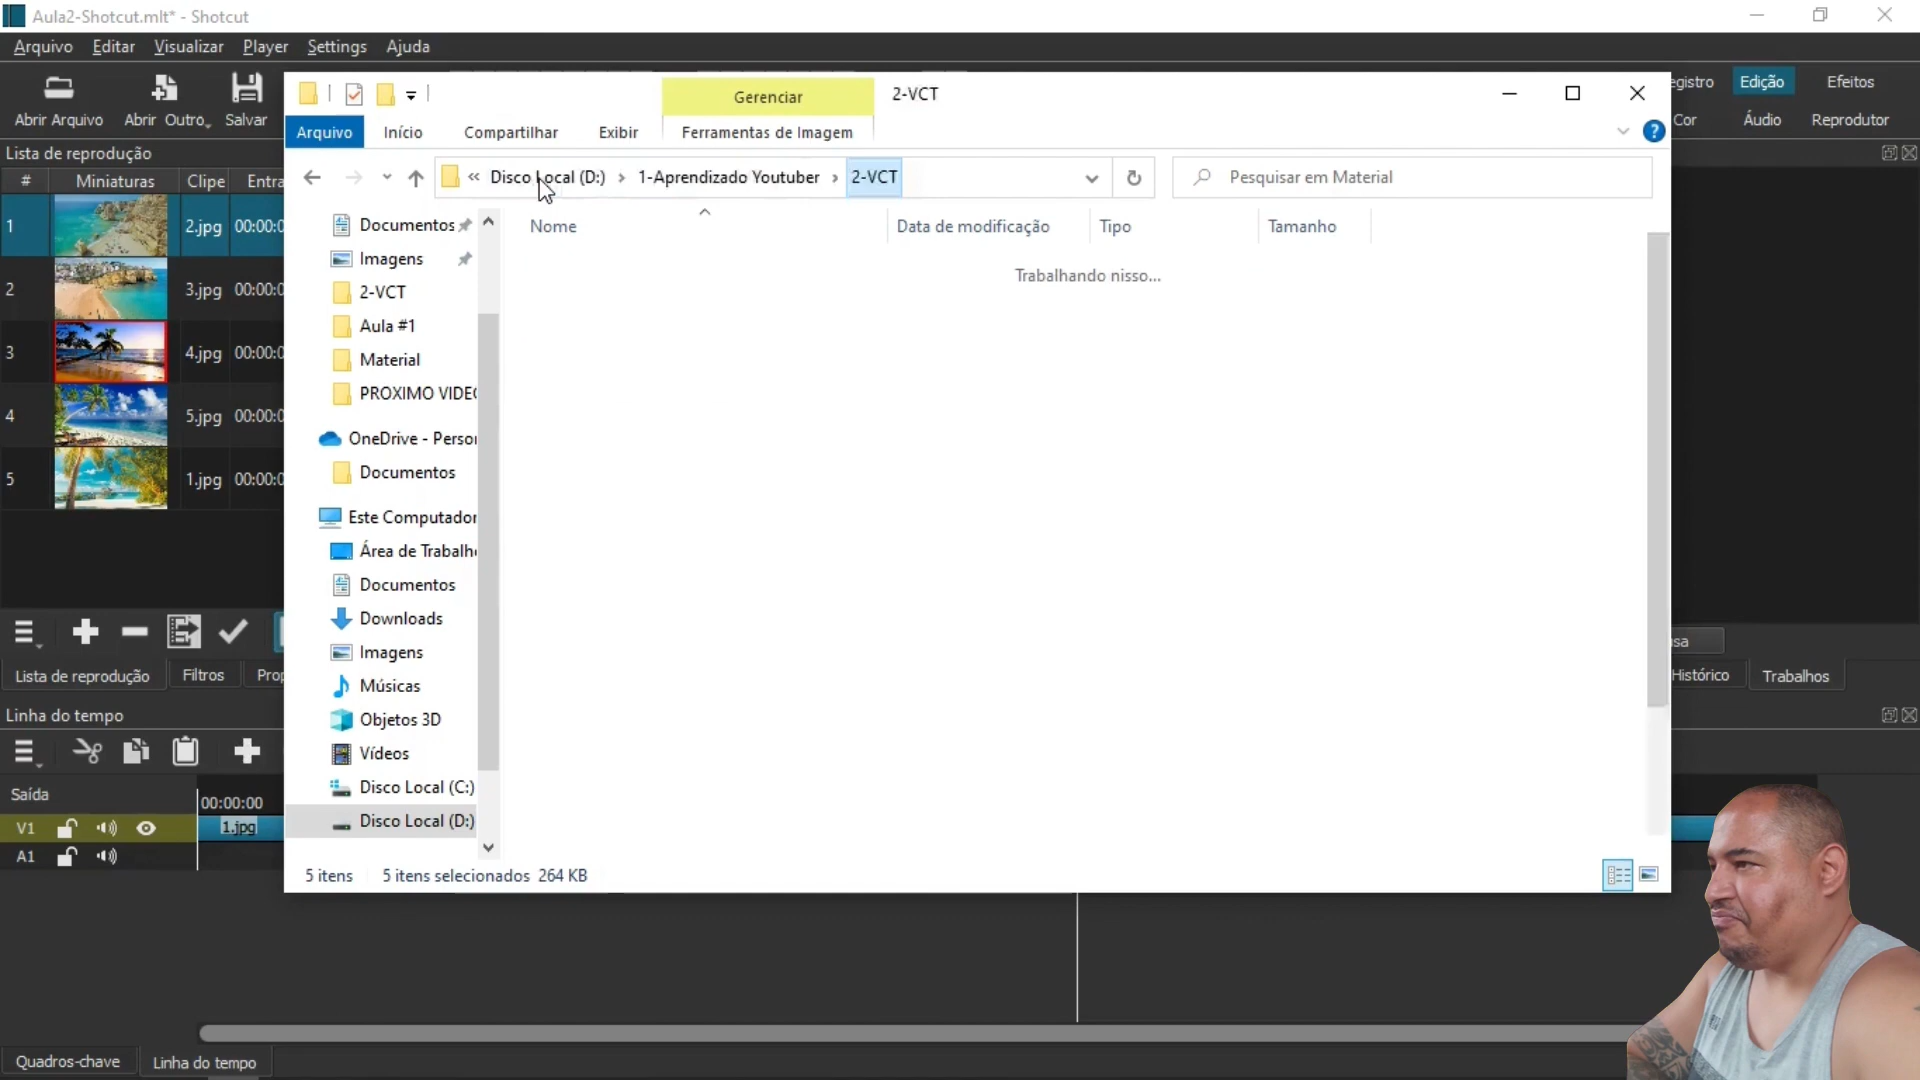 Aula2-Shotcut.mlt* - Shotcut
Arquivo Editar Visualizar Player Settings Ajuda
Abrir Arquivo Abrir Outro Salvar
Gerenciar
2-VCT
Arquivo Início Compartilhar Exibir Ferramentas de Imagem
« Disco Local (D:) › 1-Aprendizado Youtuber › 2-VCT
Pesquisar em Material
egistro Edição Efeitos
Cor Áudio Reprodutor
Lista de reprodução
# Miniaturas Clipe Entra
1 2.jpg 00:00:0
2 3.jpg 00:00:0
3 4.jpg 00:00:0
4 5.jpg 00:00:0
5 1.jpg 00:00:0
Nome Data de modificação Tipo Tamanho
Trabalhando nisso...
Documentos
Imagens
2-VCT
Aula #1
Material
PROXIMO VIDEO
OneDrive - Person
Documentos
Este Computador
Área de Trabalho
Documentos
Downloads
Imagens
Músicas
Objetos 3D
Vídeos
Disco Local (C:)
Disco Local (D:)
5 itens 5 itens selecionados 264 KB
Lista de reprodução Filtros Prop
sa
Histórico Trabalhos
Linha do tempo
Saída
00:00:00
V1 1.jpg
A1
Quadros-chave Linha do tempo